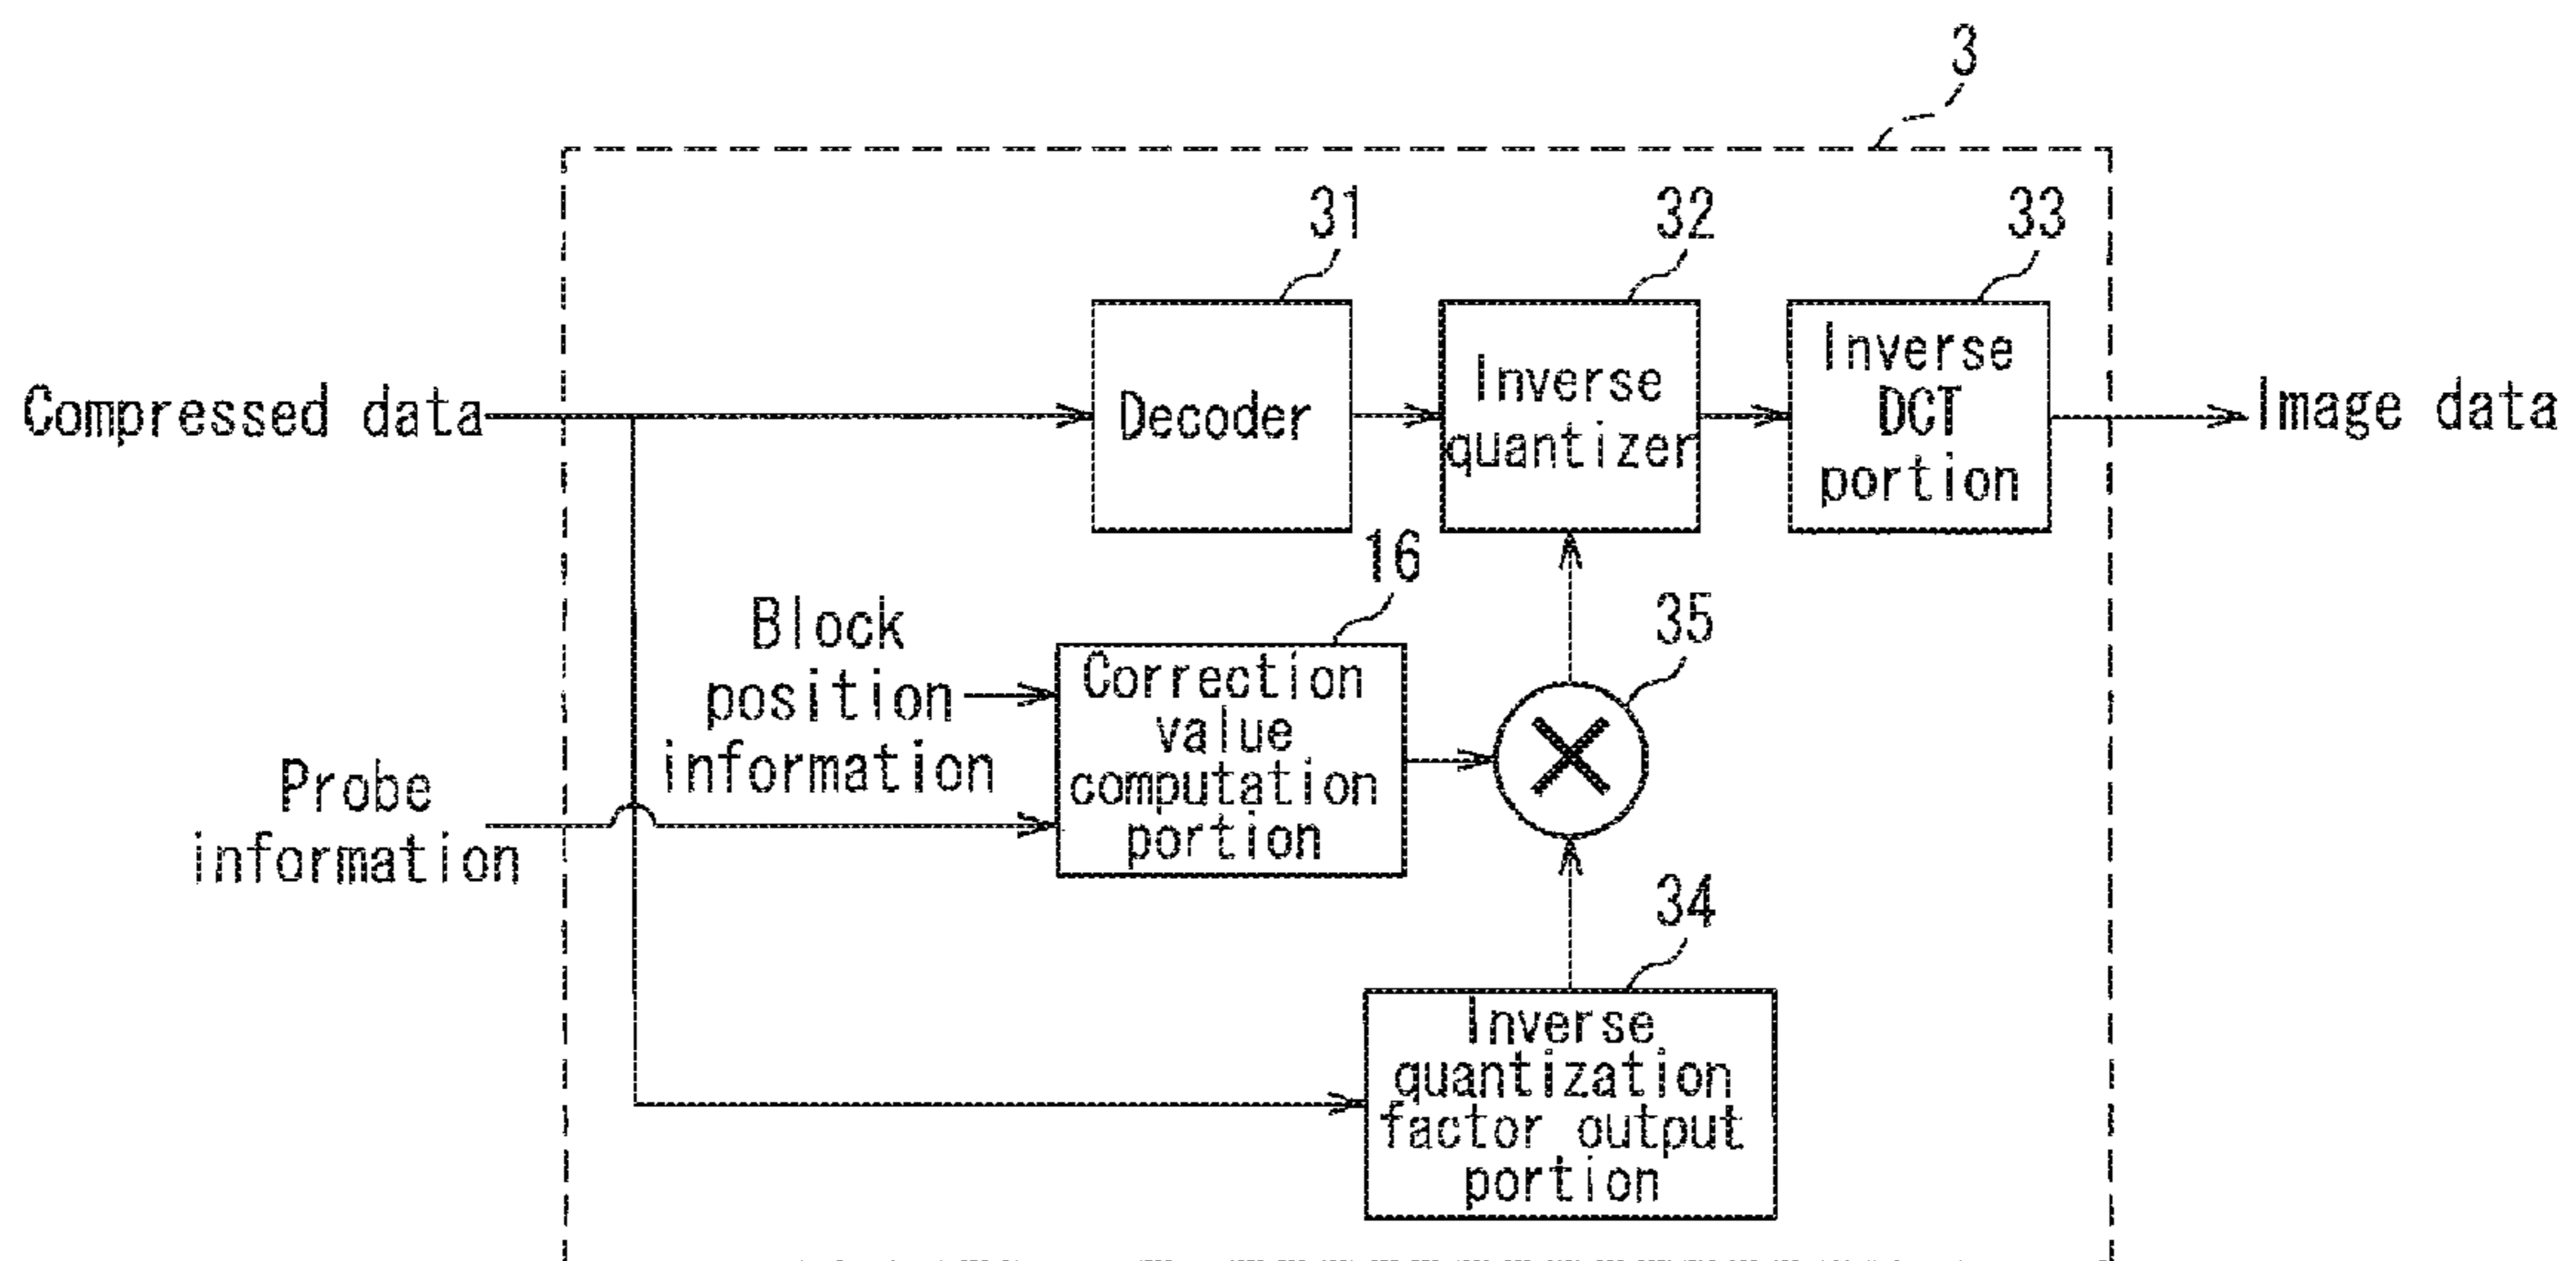 3
31
32
33
Compressed data
Decoder
Inverse
quantizer
Inverse
DCT
portion
Image data
16
Block
position
information
Correction
value
computation
portion
35
Probe
information
34
Inverse
quantization
factor output
portion